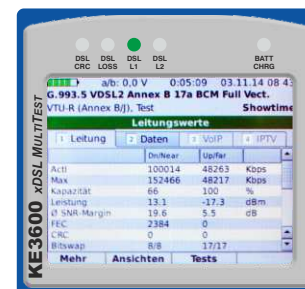 DSL CRC
DSL LOSS
DSL L1
DSL L2
BATT CHRG
a/b: 0,0 V 0:05:09 03.11.14 08:43
G.993.5 VDSL2 Annex B 17a BCM Full Vect.
VTU-R (Annex B/J), Test Showtime
Leitungswerte
1 Leitung 2 Daten 3 VoIP 4 IPTV
Dn/Near Up/Far
Actl 100014 48263 Kbps
Max 152466 48217 Kbps
Kapazität 66 100 %
Leistung 13.1 -17.3 dBm
Ø SNR-Margin 19.6 5.5 dB
FEC 2384 0
CRC 0 0
Bitswap 8/8 17/17
Mehr Ansichten Tests
KE3600 xDSL MULTITEST